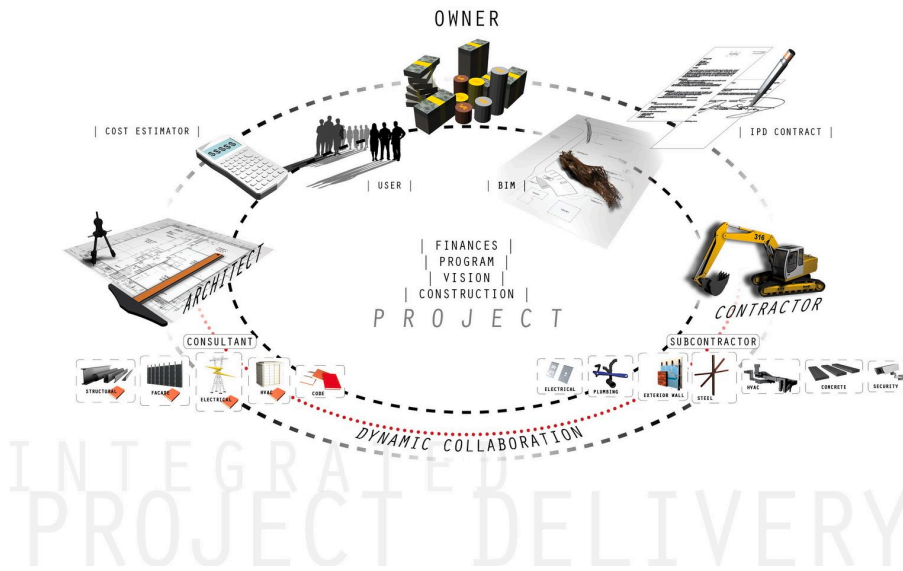 OWNER
| COST ESTIMATOR |
| IPD CONTRACT |
| USER |
| BIM |
ARCHITECT
| FINANCES |
| PROGRAM |
| VISION |
| CONSTRUCTION |
PROJECT
316
CONTRACTOR
CONSULTANT
SUBCONTRACTOR
STRUCTURAL
FACADE
ELECTRICAL
HVAC
CODE
ELECTRICAL
PLUMBING
EXTERIOR WALL
STEEL
HVAC
CONCRETE
SECURITY
DYNAMIC COLLABORATION
INTEGRATED
PROJECT DELIVERY